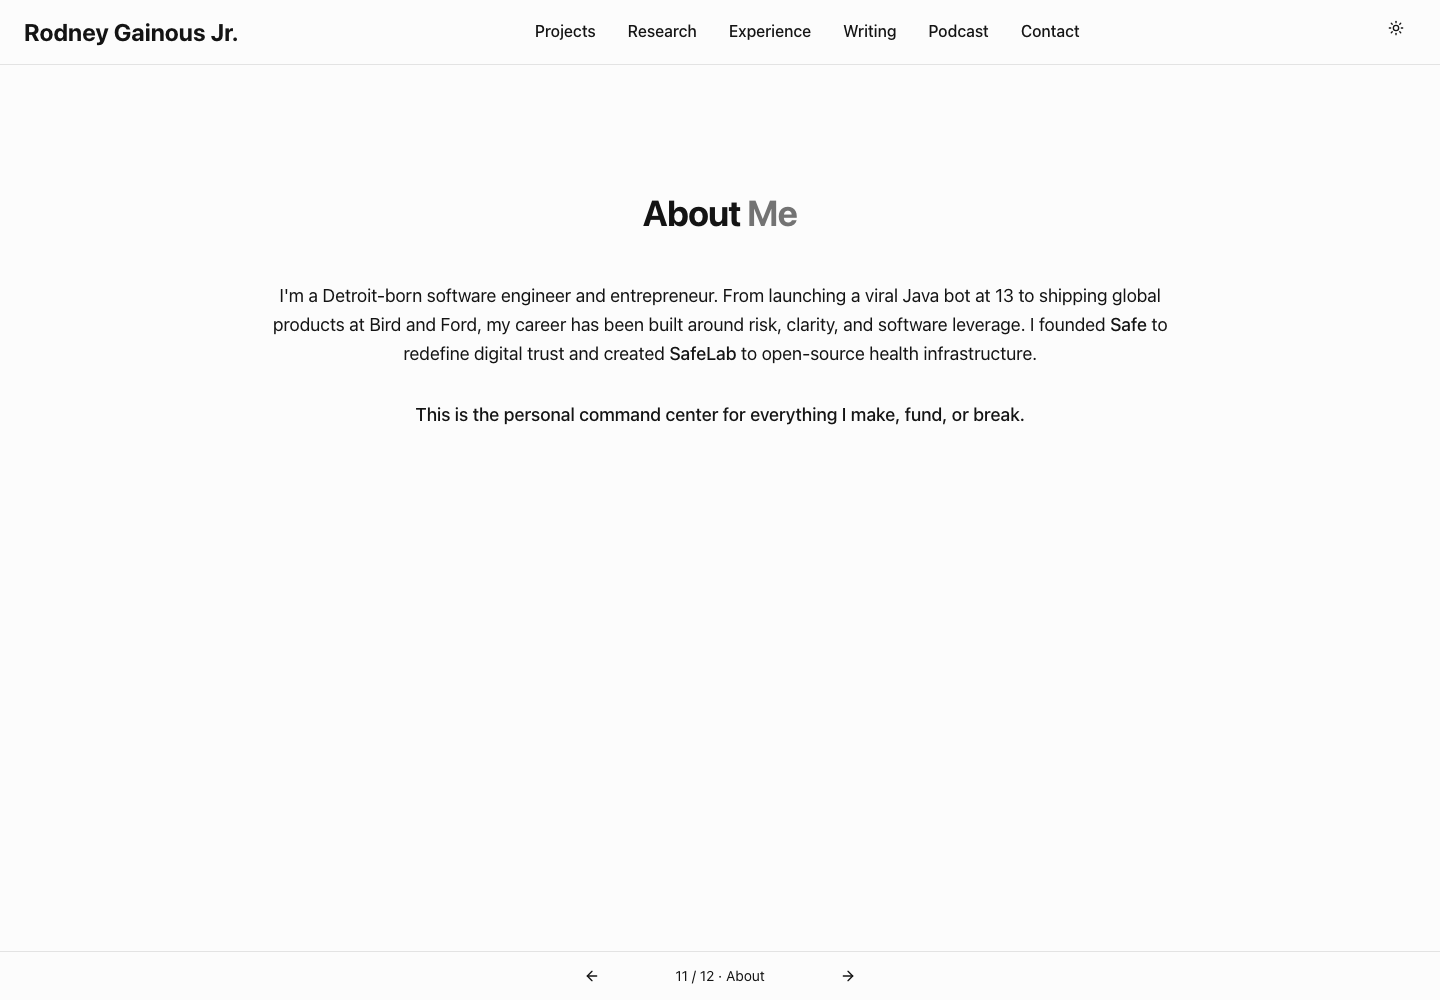 Rodney Gainous Jr.
Projects
Research
Experience
Writing
Podcast
Contact
About Me
I'm a Detroit-born software engineer and entrepreneur. From launching a viral Java bot at 13 to shipping global
products at Bird and Ford, my career has been built around risk, clarity, and software leverage. I founded Safe to
redefine digital trust and created SafeLab to open-source health infrastructure.
This is the personal command center for everything I make, fund, or break.
11 / 12 · About